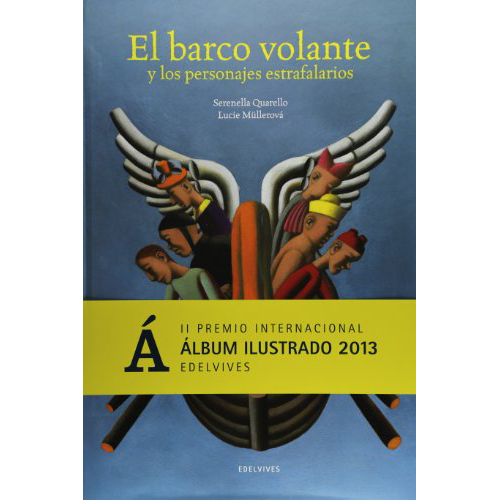 El barco volante
y los personajes estrafalarios
Serenella Quarello
Lucie Müllerová
Á
II PREMIO INTERNACIONAL
ÁLBUM ILUSTRADO 2013
EDELVIVES
EDELVIVES